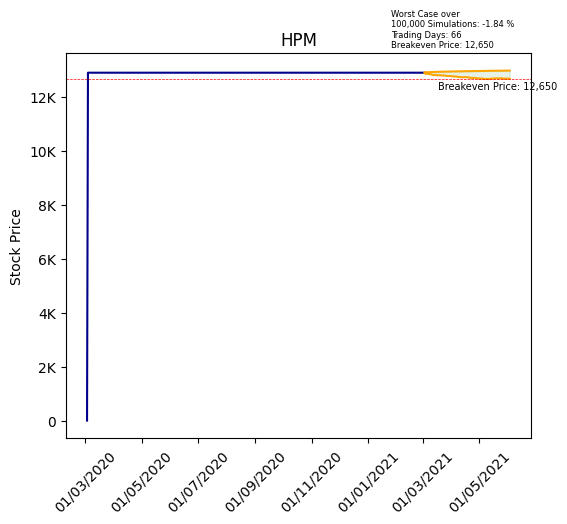 Worst Case over
100,000 Simulations: -1.84 %
Trading Days: 66
Breakeven Price: 12,650
HPM
Breakeven Price: 12,650
12K
10K
8K
6K
4K
2K
0
Stock Price
01/03/2020
01/05/2020
01/07/2020
01/09/2020
01/11/2020
01/01/2021
01/03/2021
01/05/2021